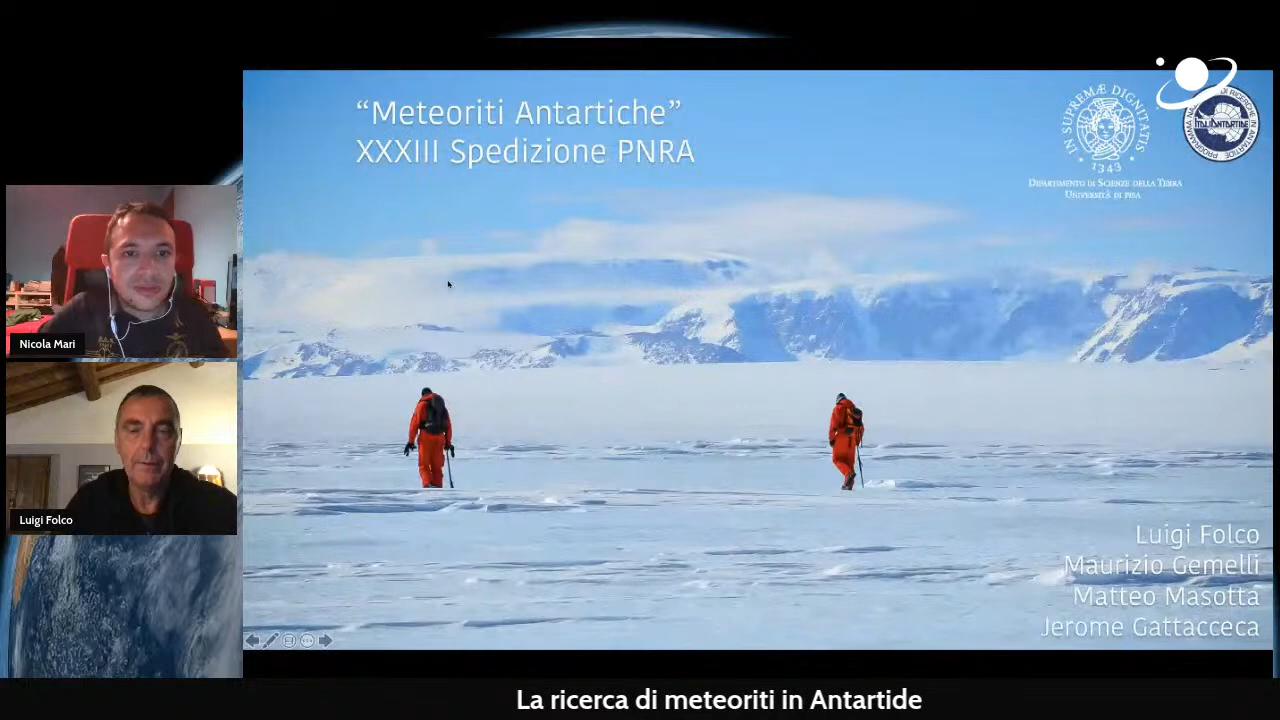 “Meteoriti Antartiche”
XXXIII Spedizione PNRA
IN SUPREMÆ DIGNITATIS
1343
DIPARTIMENTO DI SCIENZE DELLA TERRA
UNIVERSITÀ DI PISA
ITALIANTARTIDE
Nicola Mari
Luigi Folco
Luigi Folco
Maurizio Gemelli
Matteo Masotta
Jerome Gattacceca
La ricerca di meteoriti in Antartide